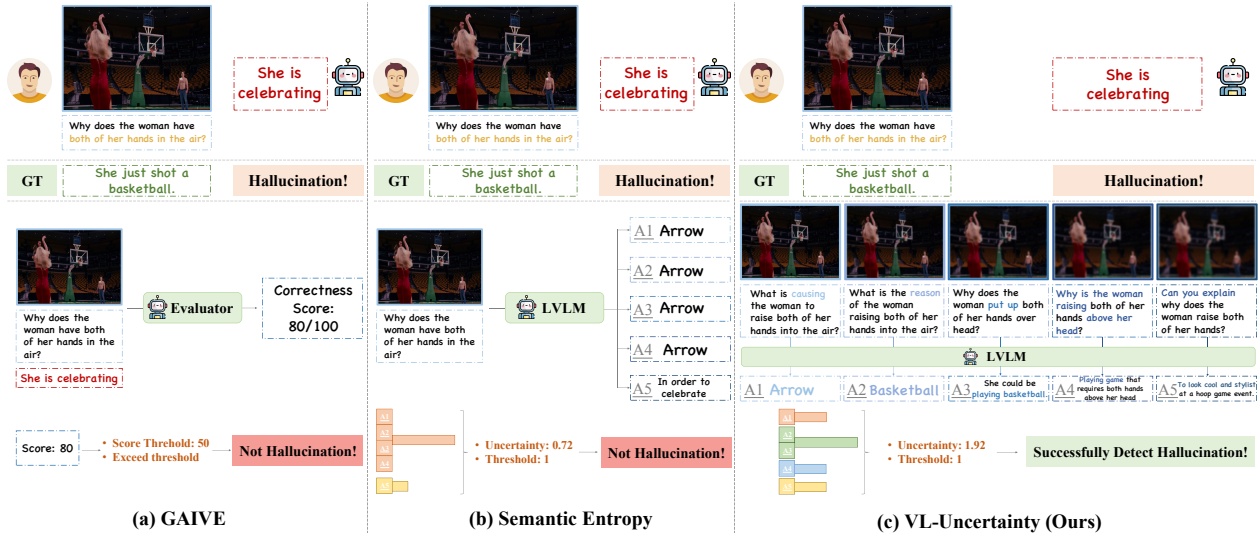 She is
celebrating
Why does the woman have
both of her hands in the air?
GT
She just shot a
basketball.
Hallucination!
Why does the
woman have both
of her hands in the
air?
She is celebrating
Evaluator
Correctness
Score:
80/100
Score: 80
• Score Threhold: 50
• Exceed threshold
Not Hallucination!
(a) GAIVE
She is
celebrating
Why does the woman have
both of her hands in the air?
GT
She just shot a
basketball.
Hallucination!
Why does the
woman have both
of her hands in the
air?
LVLM
A1 Arrow
A2 Arrow
A3 Arrow
A4 Arrow
A5 In order to
celebrate
• Uncertainty: 0.72
• Threshold: 1
Not Hallucination!
(b) Semantic Entropy
She is
celebrating
Why does the woman have
both of her hands in the air?
GT
She just shot a
basketball.
Hallucination!
What is causing
the woman to
raise both of her
hands into the air?
What is the reason
of the woman
raising both of her
hands into the air?
Why does the
woman put up both
of her hands over
head?
Why is the woman
raising both of her
hands above her
head?
Can you explain
why does the
woman raise both
of her hands?
LVLM
A1 Arrow
A2 Basketball
A3 She could be
playing basketball.
A4 Playing game that
requires both hands
above her head
A5 To look cool and stylist
at a hoop game event.
• Uncertainty: 1.92
• Threshold: 1
Successfully Detect Hallucination!
(c) VL-Uncertainty (Ours)